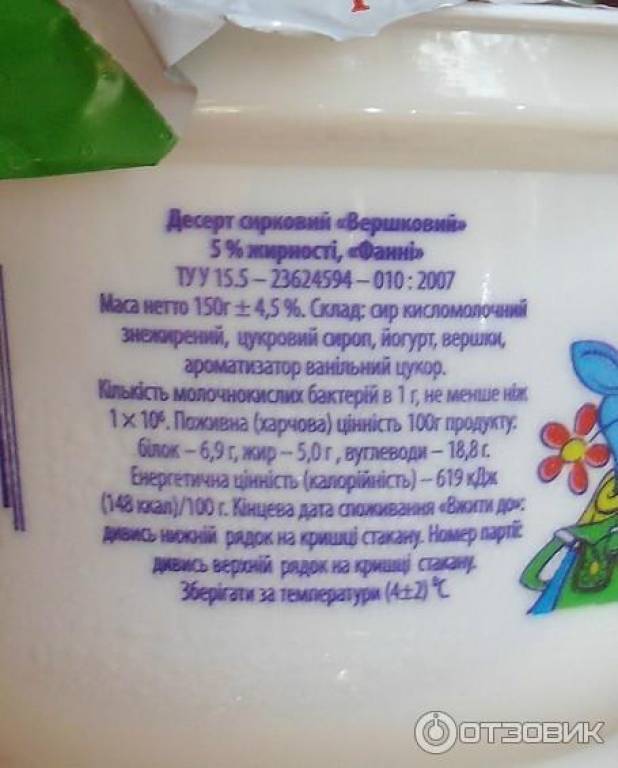 Десерт сирковий «Вершковий»
5 % жирності, «Фанні»
ТУ У 15.5 – 23624594 – 010 : 2007
Маса нетто 150г ± 4,5 %. Склад: сир кисломолочний
знежирений, цукровий сироп, йогурт, вершки,
ароматизатор ванільний цукор.
Кількість молочнокислих бактерій в 1 г, не менше ніж
1 × 10⁶. Поживна (харчова) цінність 100г продукту:
білок – 6,9 г, жир – 5,0 г , вуглеводи – 18,8 г.
Енергетична цінність (калорійність) – 619 кДж
(148 ккал)/100 г. Кінцева дата споживання «Вжити до»:
дивись нижній рядок на кришці стакану. Номер партії:
дивись верхній рядок на кришці стакану.
Зберігати за температури (4±2) °С
ОТЗОВИК